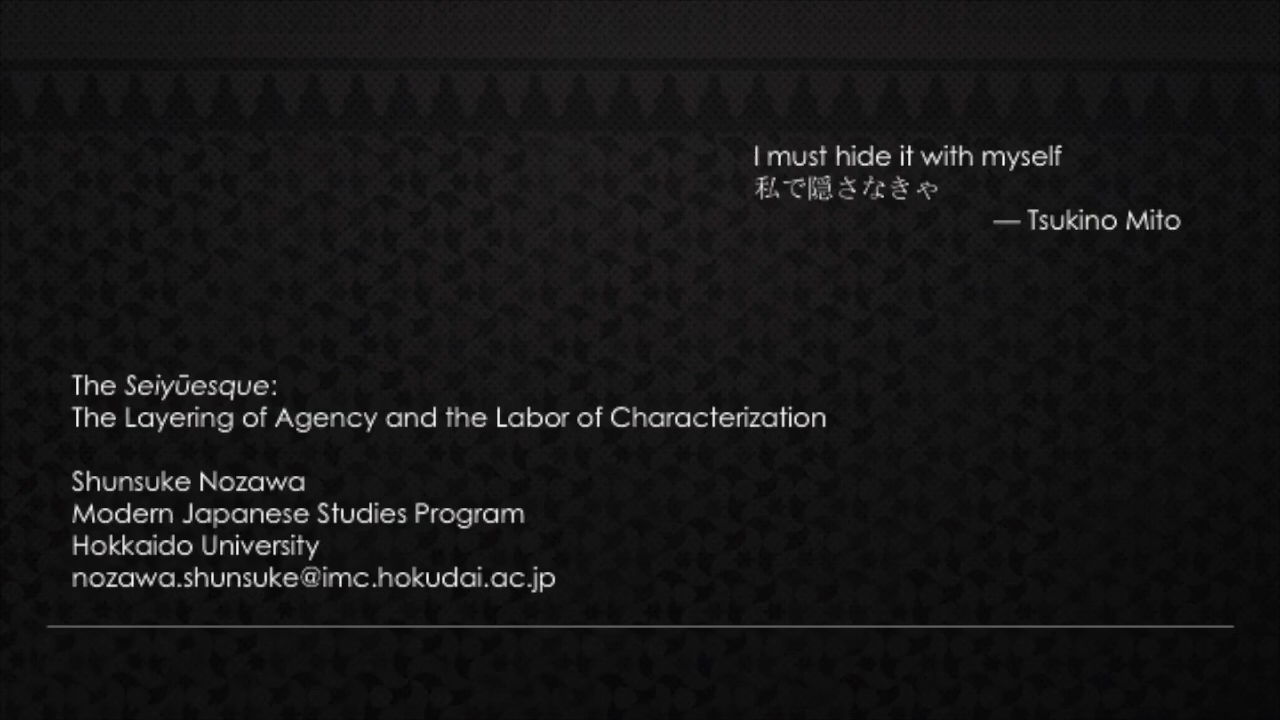 I must hide it with myself
私で隠さなきゃ
— Tsukino Mito
The Seiyūesque:
The Layering of Agency and the Labor of Characterization
Shunsuke Nozawa
Modern Japanese Studies Program
Hokkaido University
nozawa.shunsuke@imc.hokudai.ac.jp